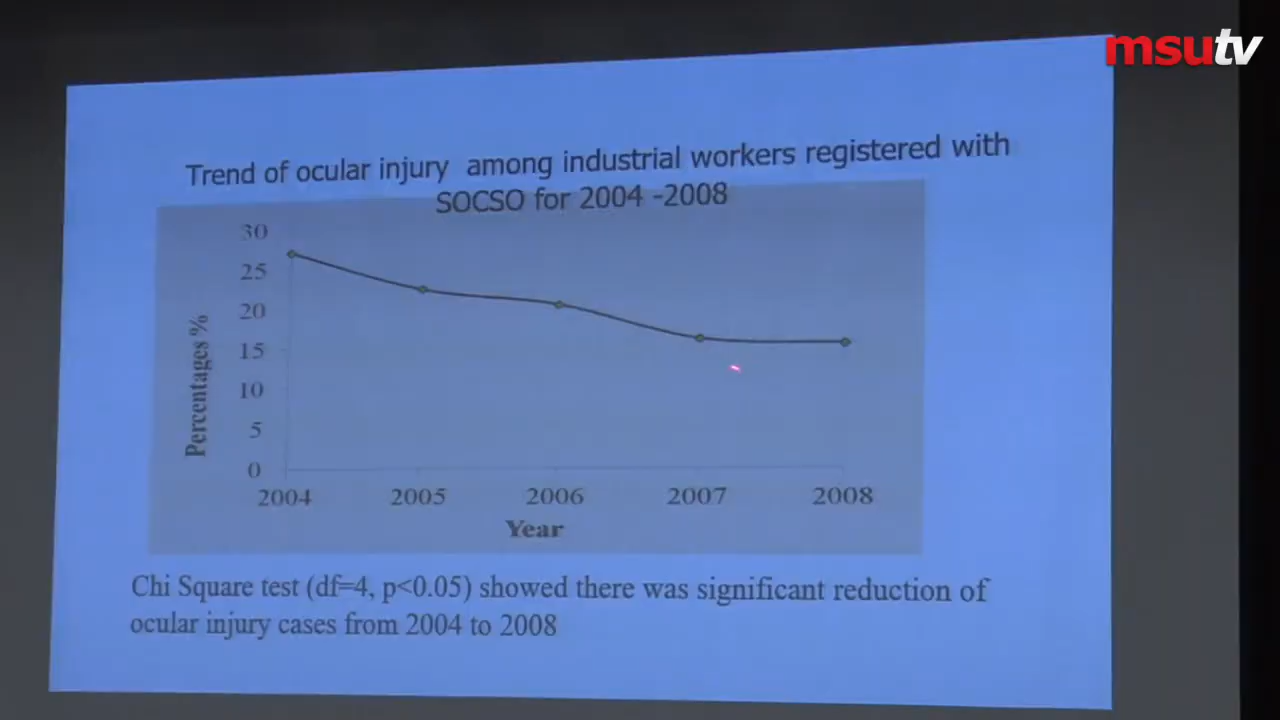 msutv
Trend of ocular injury among industrial workers registered with
SOCSO for 2004 -2008
30
25
20
15
10
5
0
Percentages %
2004 2005 2006 2007 2008
Year
Chi Square test (df=4, p<0.05) showed there was significant reduction of
ocular injury cases from 2004 to 2008